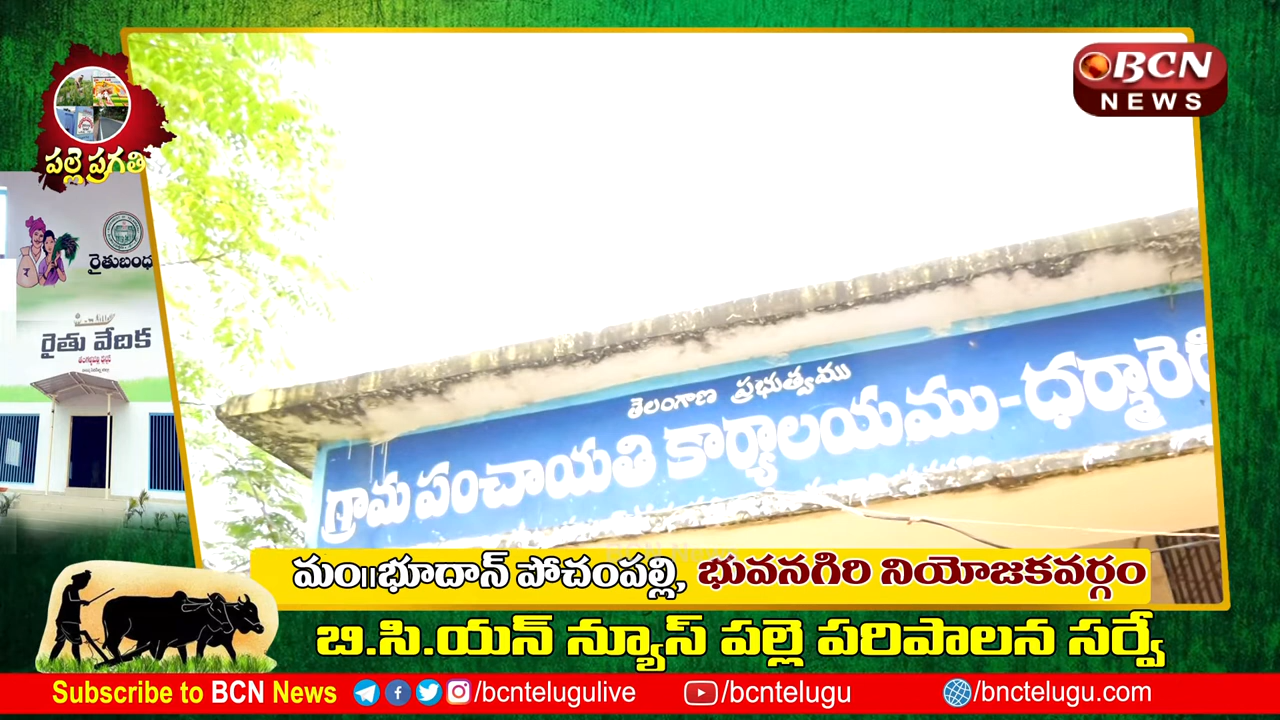 BCN
NEWS
పల్లె ప్రగతి
రైతుబంధు
రైతు వేదిక
తెలంగాణ ప్రభుత్వము
గ్రామ పంచాయతి కార్యాలయము-ధర్మారెడ్డి
మం॥భూదాన్ పోచంపల్లి, భువనగిరి నియోజకవర్గం
బి.సి.యన్ న్యూస్ పల్లె పరిపాలన సర్వే
Subscribe to BCN News /bcntelugulive /bcntelugu /bnctelugu.com